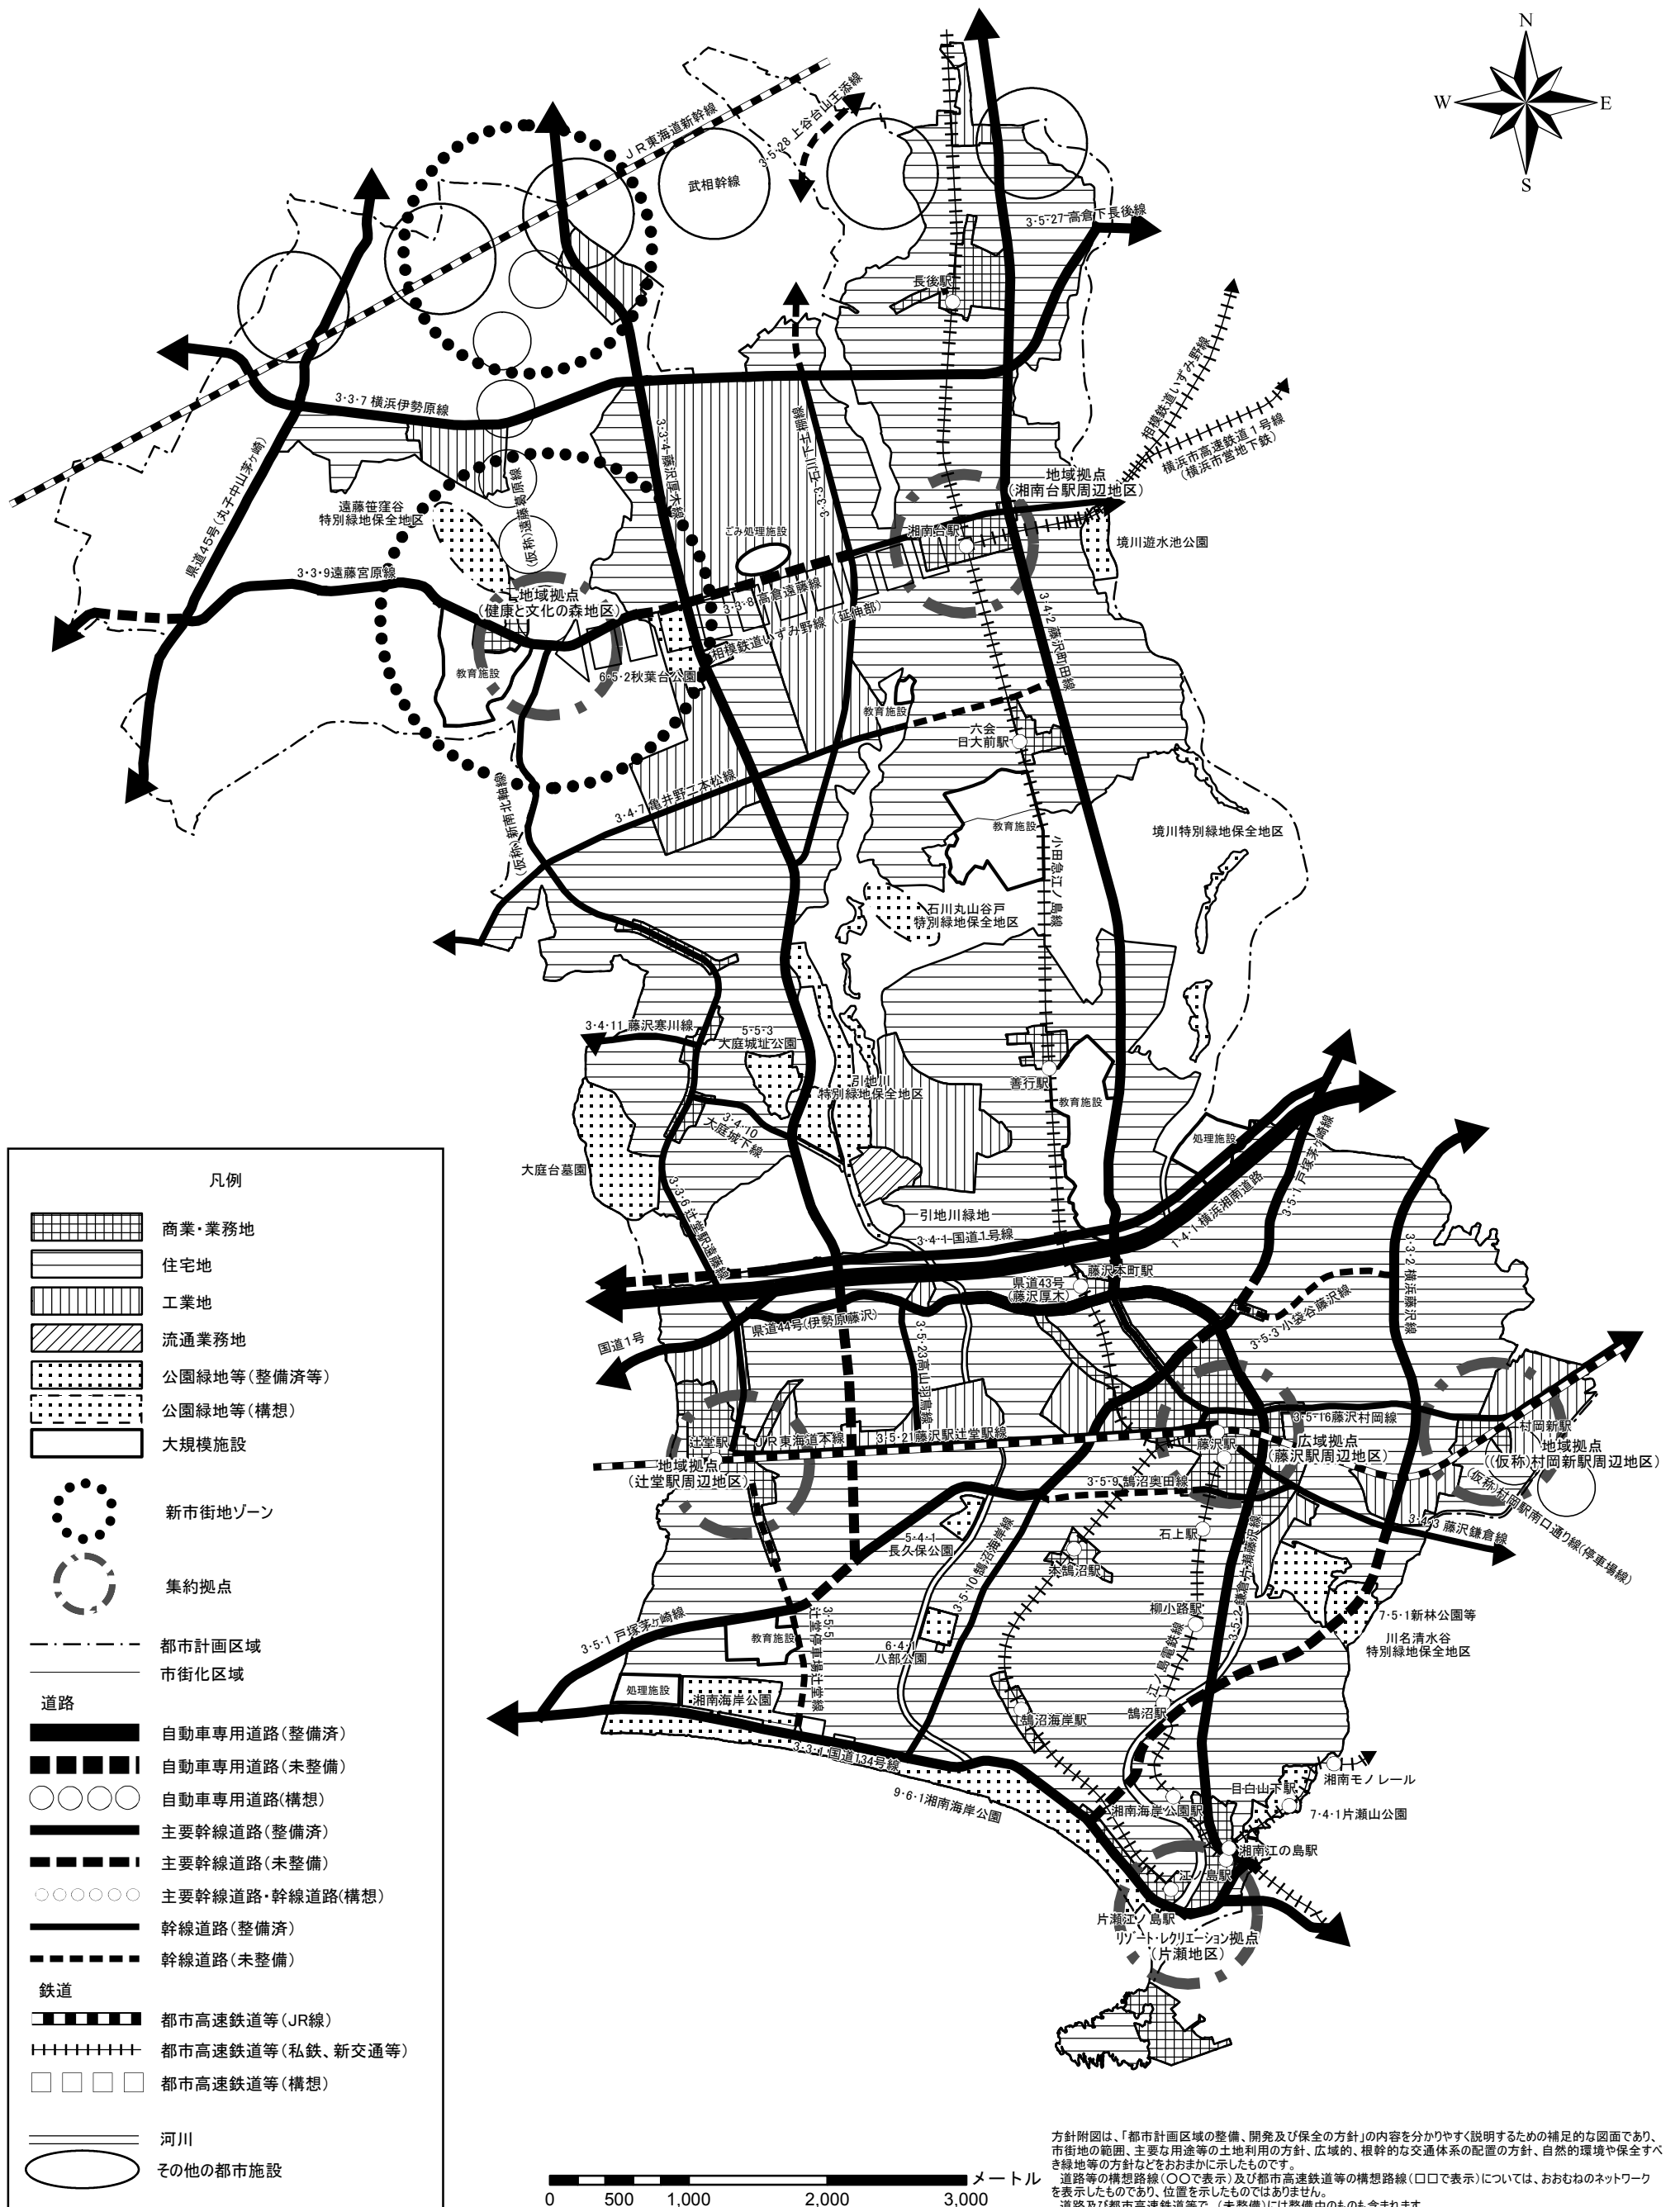 N
W
E
S
JR東海道新幹線
3・5・28 上谷台山王添線
武相幹線
3・5・27 高倉下長後線
長後駅
3・3・7 横浜伊勢原線
県道45号(丸子中山茅ヶ崎)
遠藤笹窪谷
特別緑地保全地区
(仮称)遠藤葛原線
3・3・4 藤沢厚木線
3・3・3 石川下土棚線
ごみ処理施設
湘南台駅
地域拠点
(湘南台駅周辺地区)
相模鉄道いずみ野線
横浜市高速鉄道1号線
(横浜市営地下鉄)
境川遊水池公園
3・3・9遠藤宮原線
地域拠点
(健康と文化の森地区)
3・3・8 高倉遠藤線
相模鉄道いずみ野線(延伸部)
6・5・2秋葉台公園
教育施設
3・4・2 藤沢町田線
教育施設
六会
日大前駅
(仮称)新南北軸線
3・4・7 亀井野二本松線
教育施設
境川特別緑地保全地区
小田急江ノ島線
石川丸山谷戸
特別緑地保全地区
3・4・11 藤沢寒川線
5・5・3
大庭城址公園
引地川
特別緑地保全地区
善行駅
教育施設
3・4・10
大庭城下線
大庭台墓園
処理施設
3・5・1 戸塚茅ヶ崎線
1・4・1 横浜湘南道路
3・3・6 辻堂駅遠藤線
引地川緑地
3・4・1 国道1号線
3・3・2 横浜藤沢線
藤沢本町駅
県道43号
(藤沢厚木)
県道44号(伊勢原藤沢)
国道1号
3・5・23高山羽鳥線
3・5・3 小袋谷藤沢線
3・5・16藤沢村岡線
村岡新駅
辻堂駅
JR東海道本線
3・5・21 藤沢駅辻堂駅線
藤沢駅
広域拠点
(藤沢駅周辺地区)
地域拠点
((仮称)村岡新駅周辺地区)
地域拠点
(辻堂駅周辺地区)
3・5・9 鵠沼奥田線
(仮称)村岡駅南口通り線(停車場線)
3・4・3 藤沢鎌倉線
5・4・1
長久保公園
3・5・10 鵠沼海岸線
石上駅
本鵠沼駅
3・5・2 鎌倉片瀬藤沢線
柳小路駅
7・5・1新林公園等
川名清水谷
特別緑地保全地区
3・5・1 戸塚茅ヶ崎線
教育施設
3・5・5
辻堂停車場辻堂線
6・4・1
八部公園
江ノ島電鉄線
処理施設
湘南海岸公園
鵠沼海岸駅
鵠沼駅
3・3・1 国道134号線
9・6・1湘南海岸公園
湘南海岸公園駅
目白山下駅
湘南モノレール
7・4・1片瀬山公園
湘南江の島駅
江ノ島駅
片瀬江ノ島駅
リゾート・レクリエーション拠点
(片瀬地区)
凡例
商業・業務地
住宅地
工業地
流通業務地
公園緑地等(整備済等)
公園緑地等(構想)
大規模施設
新市街地ゾーン
集約拠点
都市計画区域
市街化区域
道路
自動車専用道路(整備済)
自動車専用道路(未整備)
自動車専用道路(構想)
主要幹線道路(整備済)
主要幹線道路(未整備)
主要幹線道路・幹線道路(構想)
幹線道路(整備済)
幹線道路(未整備)
鉄道
都市高速鉄道等(JR線)
都市高速鉄道等(私鉄、新交通等)
都市高速鉄道等(構想)
河川
その他の都市施設
メートル
0 500 1,000 2,000 3,000
方針附図は、「都市計画区域の整備、開発及び保全の方針」の内容を分かりやすく説明するための補足的な図面であり、
市街地の範囲、主要な用途等の土地利用の方針、広域的、根幹的な交通体系の配置の方針、自然的環境や保全すべ
き緑地等の方針などをおおまかに示したものです。
道路等の構想路線(○○で表示)及び都市高速鉄道等の構想路線(□□で表示)については、おおむねのネットワーク
を表示したものであり、位置を示したものではありません。
道路及び都市高速鉄道等で、(未整備)には整備中のものも含まれます。